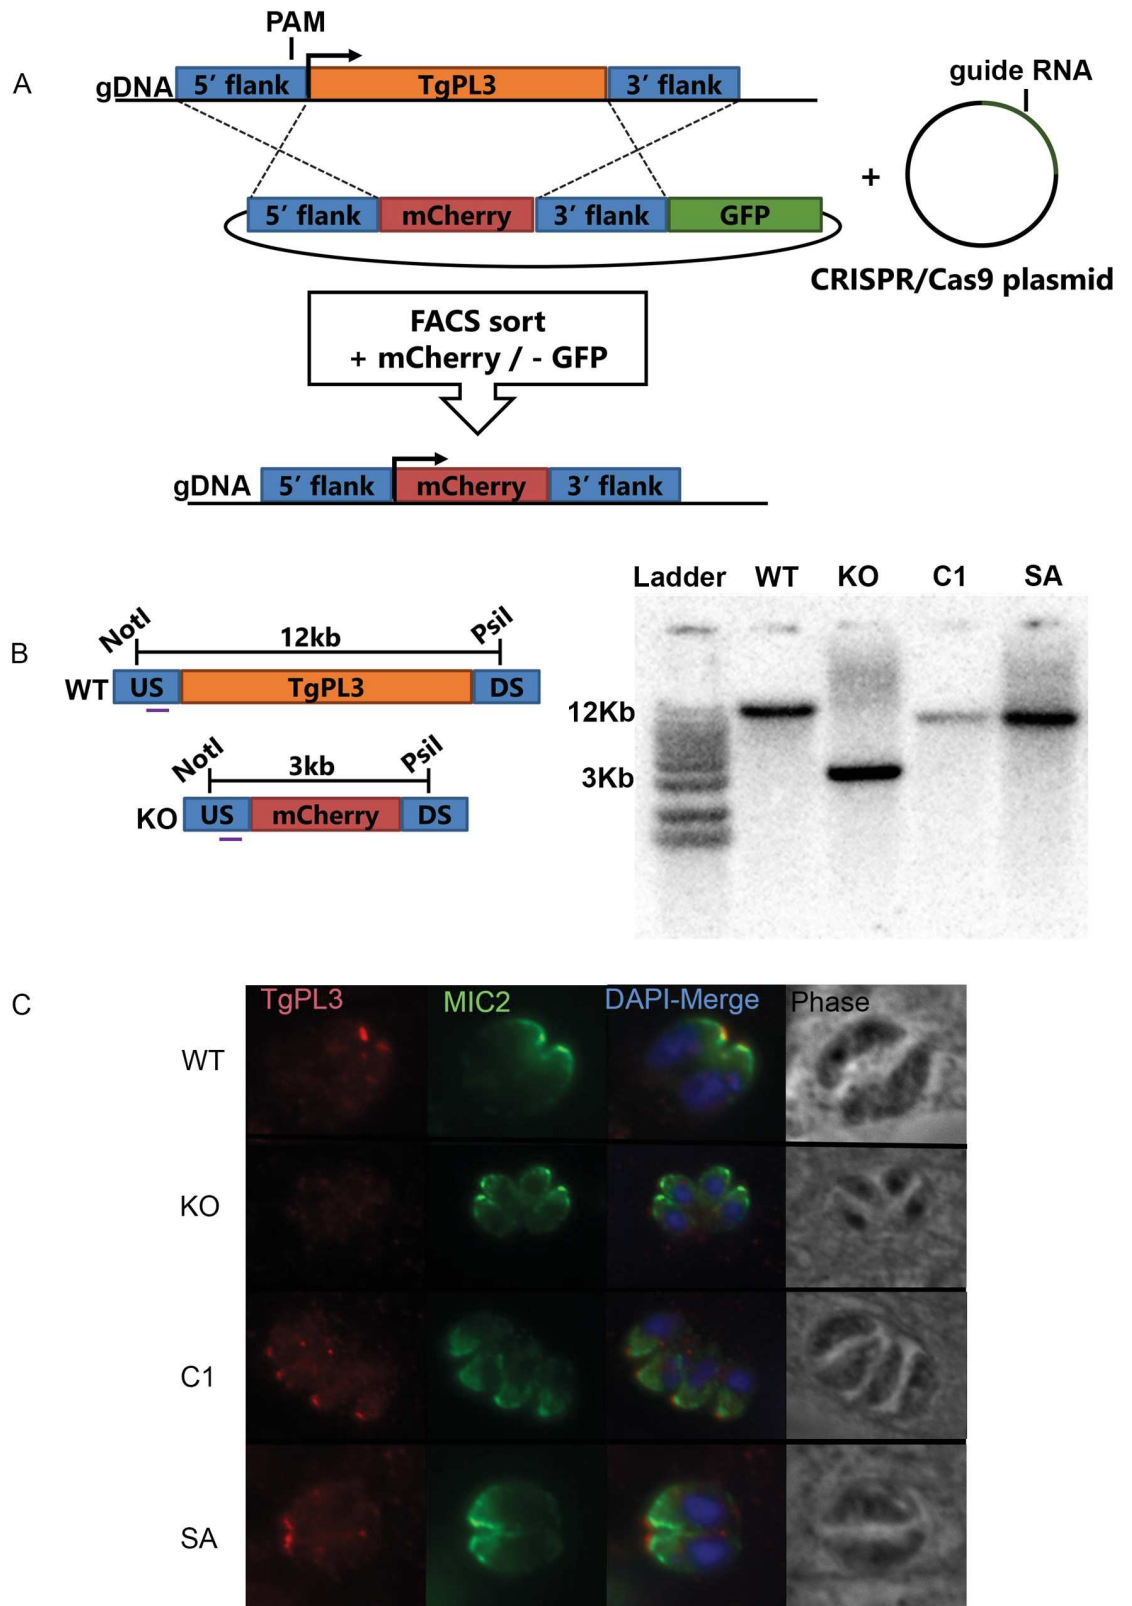 A
PAM
gDNA
5′ flank
TgPL3
3′ flank
guide RNA
5′ flank
mCherry
3′ flank
GFP
+
CRISPR/Cas9 plasmid
FACS sort
+ mCherry / - GFP
gDNA
5′ flank
mCherry
3′ flank
B
NotI
12kb
PsiI
WT
US
TgPL3
DS
NotI
3kb
PsiI
KO
US
mCherry
DS
Ladder WT KO C1 SA
12Kb
3Kb
C
TgPL3 MIC2 DAPI-Merge Phase
WT
KO
C1
SA